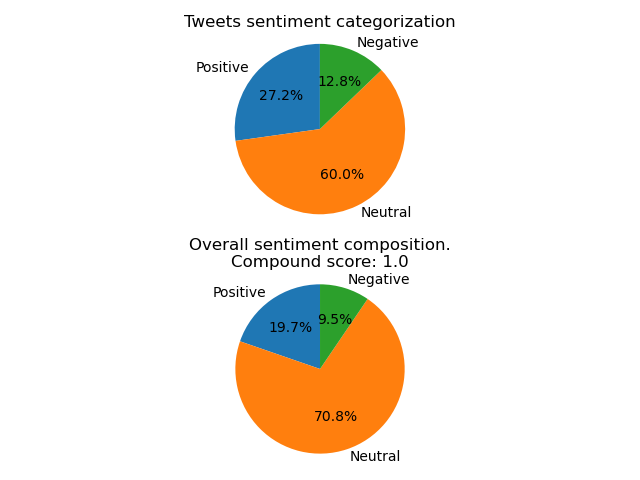 Tweets sentiment categorization
Negative
Positive
12.8%
27.2%
60.0%
Neutral
Overall sentiment composition.
Compound score: 1.0
Negative
Positive
9.5%
19.7%
70.8%
Neutral